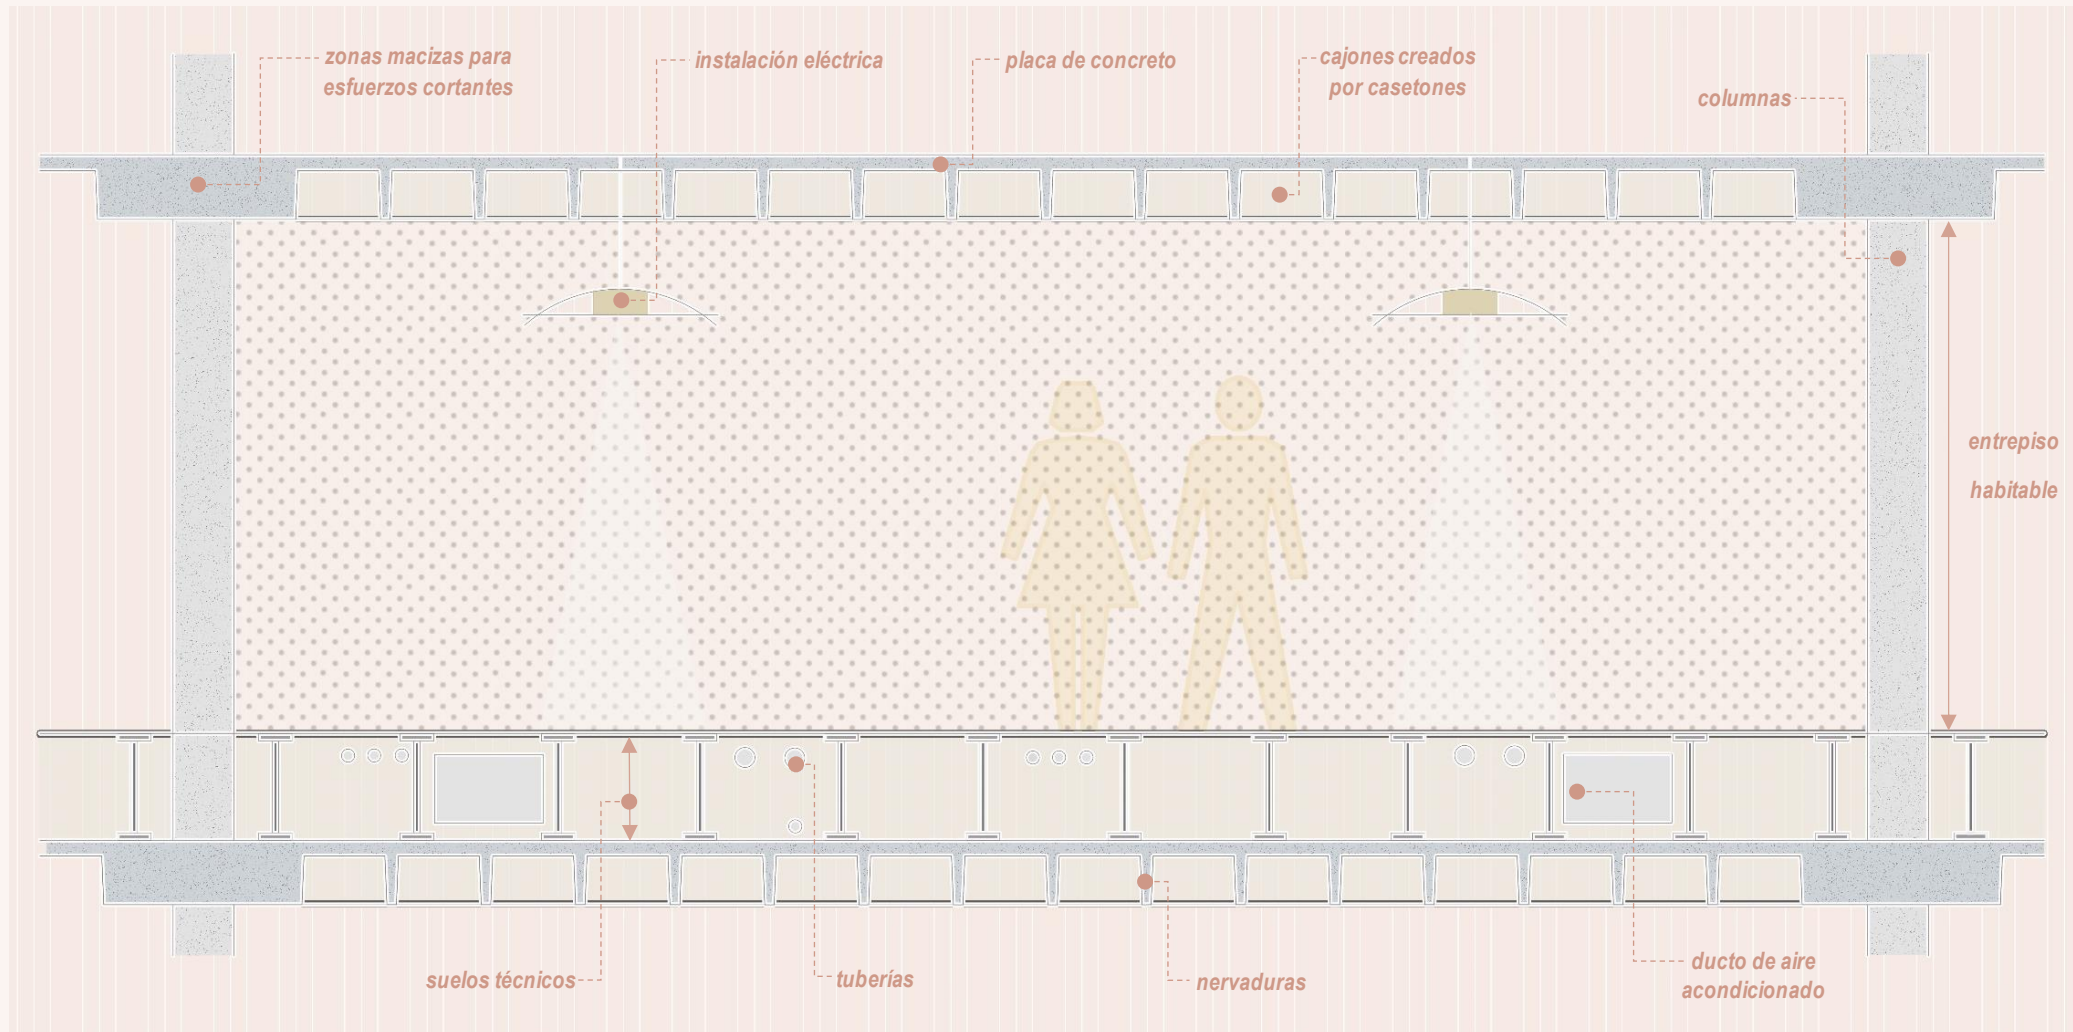 zonas macizas para
esfuerzos cortantes
instalación eléctrica
placa de concreto
cajones creados
por casetones
columnas
entrepiso
habitable
suelos técnicos
tuberías
nervaduras
ducto de aire
acondicionado